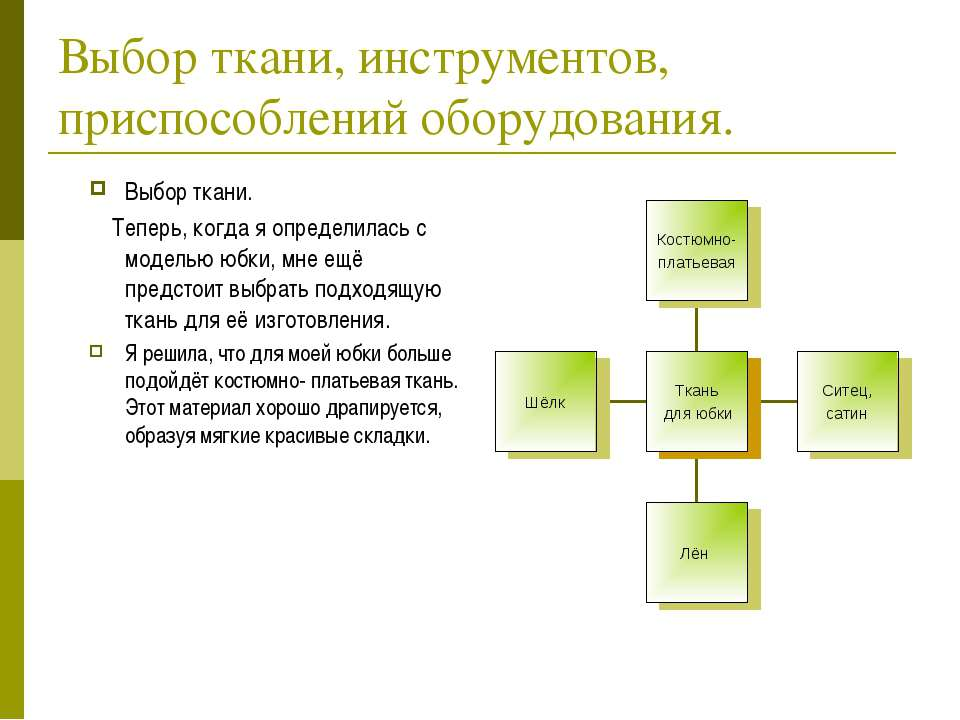 Выбор ткани, инструментов,
приспособлений оборудования.
Выбор ткани.
Теперь, когда я определилась с
моделью юбки, мне ещё
предстоит выбрать подходящую
ткань для её изготовления.
Я решила, что для моей юбки больше
подойдёт костюмно- платьевая ткань.
Этот материал хорошо драпируется,
образуя мягкие красивые складки.
Костюмно-
платьевая
Шёлк
Ткань
для юбки
Ситец,
сатин
Лён